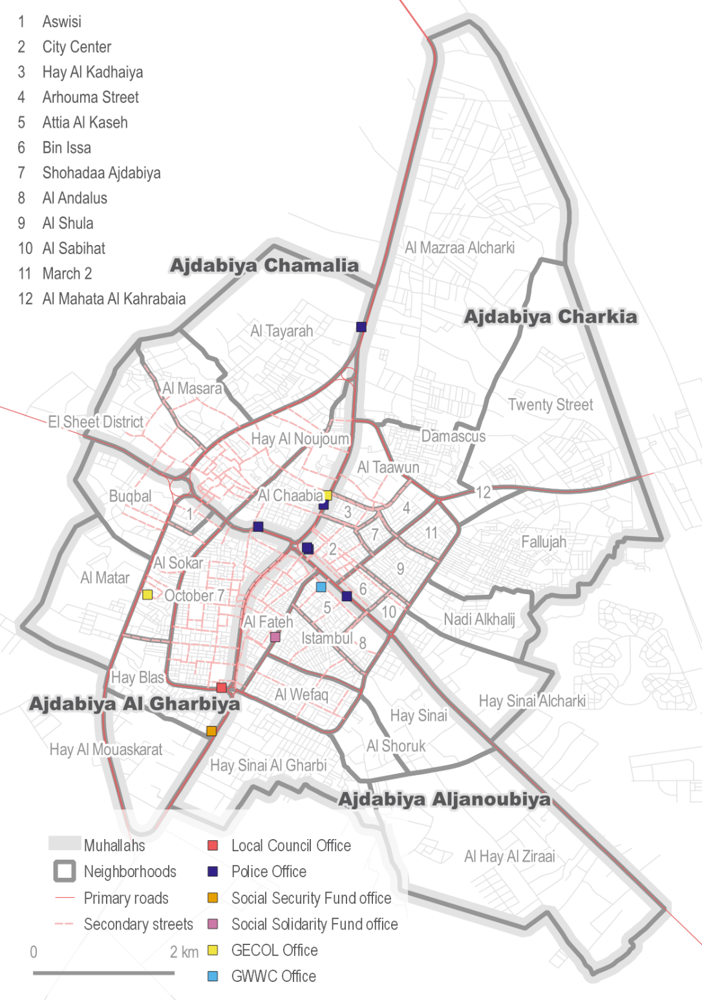 1 Aswisi
2 City Center
3 Hay Al Kadhaiya
4 Arhouma Street
5 Attia Al Kaseh
6 Bin Issa
7 Shohadaa Ajdabiya
8 Al Andalus
9 Al Shula
10 Al Sabihat
11 March 2
12 Al Mahata Al Kahrabaia
Al Mazraa Alcharki
Ajdabiya Chamalia
Ajdabiya Charkia
Al Tayarah
Al Masara
Twenty Street
El Sheet District
Hay Al Noujoum
Damascus
Al Taawun
Buqbal
Al Chaabia
12
1
3
4
7
11
2
Fallujah
Al Sokar
9
Al Matar
October 7
6
5
10
Al Fateh
Nadi Alkhalij
Istambul
8
Hay Blas
Al Wefaq
Hay Sinai Alcharki
Ajdabiya Al Gharbiya
Hay Sinai
Al Shoruk
Hay Al Mouaskarat
Hay Sinai Al Gharbi
Ajdabiya Aljanoubiya
Al Hay Al Ziraai
Muhallahs
Neighborhoods
Primary roads
Secondary streets
0 2 km
Local Council Office
Police Office
Social Security Fund office
Social Solidarity Fund office
GECOL Office
GWWC Office